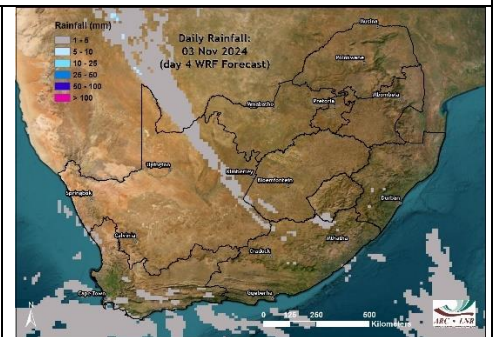 Rainfall (mm)
1 - 5
5 - 10
10 - 25
25 - 50
50 - 100
> 100
Daily Rainfall:
03 Nov 2024
(day 4 WRF Forecast)
Musina
Polokwane
Mbombela
Pretoria
Upington
Kimberley
Bloemfontein
Springbok
Durban
Calvinia
Mthatha
Cradock
Cape Town
Gqeberha
N
0 125 250 500
Kilometers
ARC • LNR